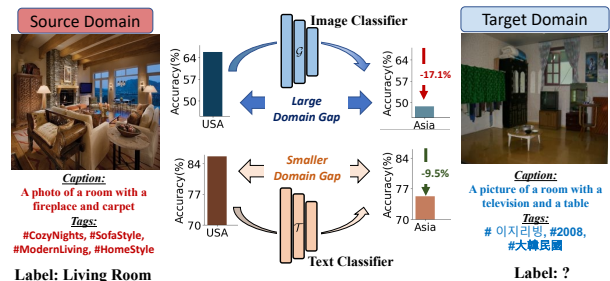 Source Domain
Caption:
A photo of a room with a
fireplace and carpet
Tags:
#CozyNights, #SofaStyle,
#ModernLiving, #HomeStyle
Label: Living Room
Image Classifier
Accuracy(%)
64
57
50
USA
G
Large
Domain Gap
Accuracy(%)
64
57
50
-17.1%
Asia
Accuracy(%)
84
77
70
USA
Smaller
Domain Gap
T
Text Classifier
Accuracy(%)
84
77
70
-9.5%
Asia
Target Domain
Caption:
A picture of a room with a
television and a table
Tags:
# 이지리빙, #2008,
#大韓民國
Label: ?